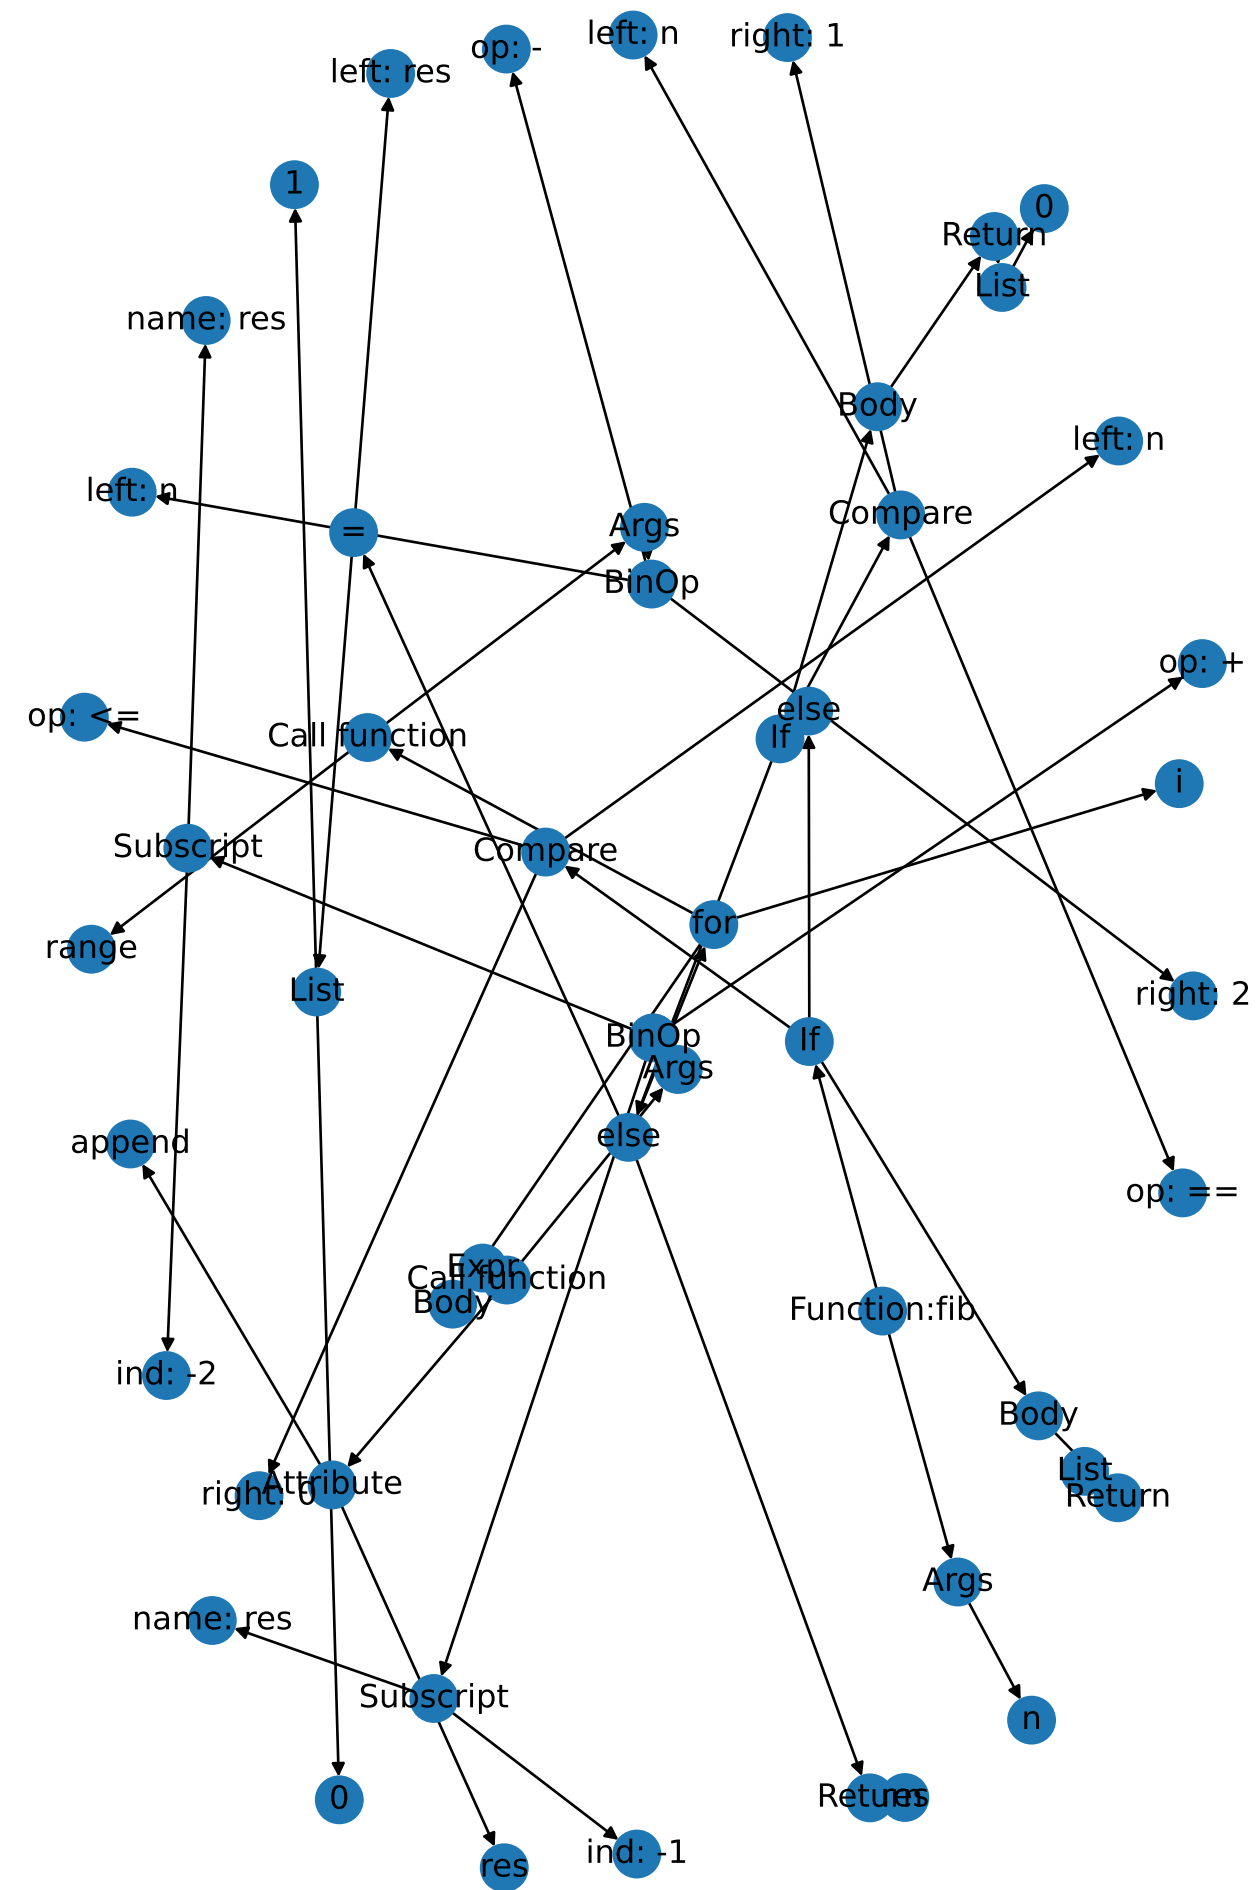 left: n
right: 1
op: -
left: res
1
0
Return
List
name: res
Body
left: n
left: n
Compare
Args
=
BinOp
op: +
else
If
op: <=
Call function
i
Subscript
Compare
for
range
List
right: 2
BinOp
If
Args
else
append
op: ==
Expr
Call function
Body
Function:fib
ind: -2
Body
List
Attribute
right: 0
Return
Args
name: res
Subscript
n
Return
res
0
ind: -1
res